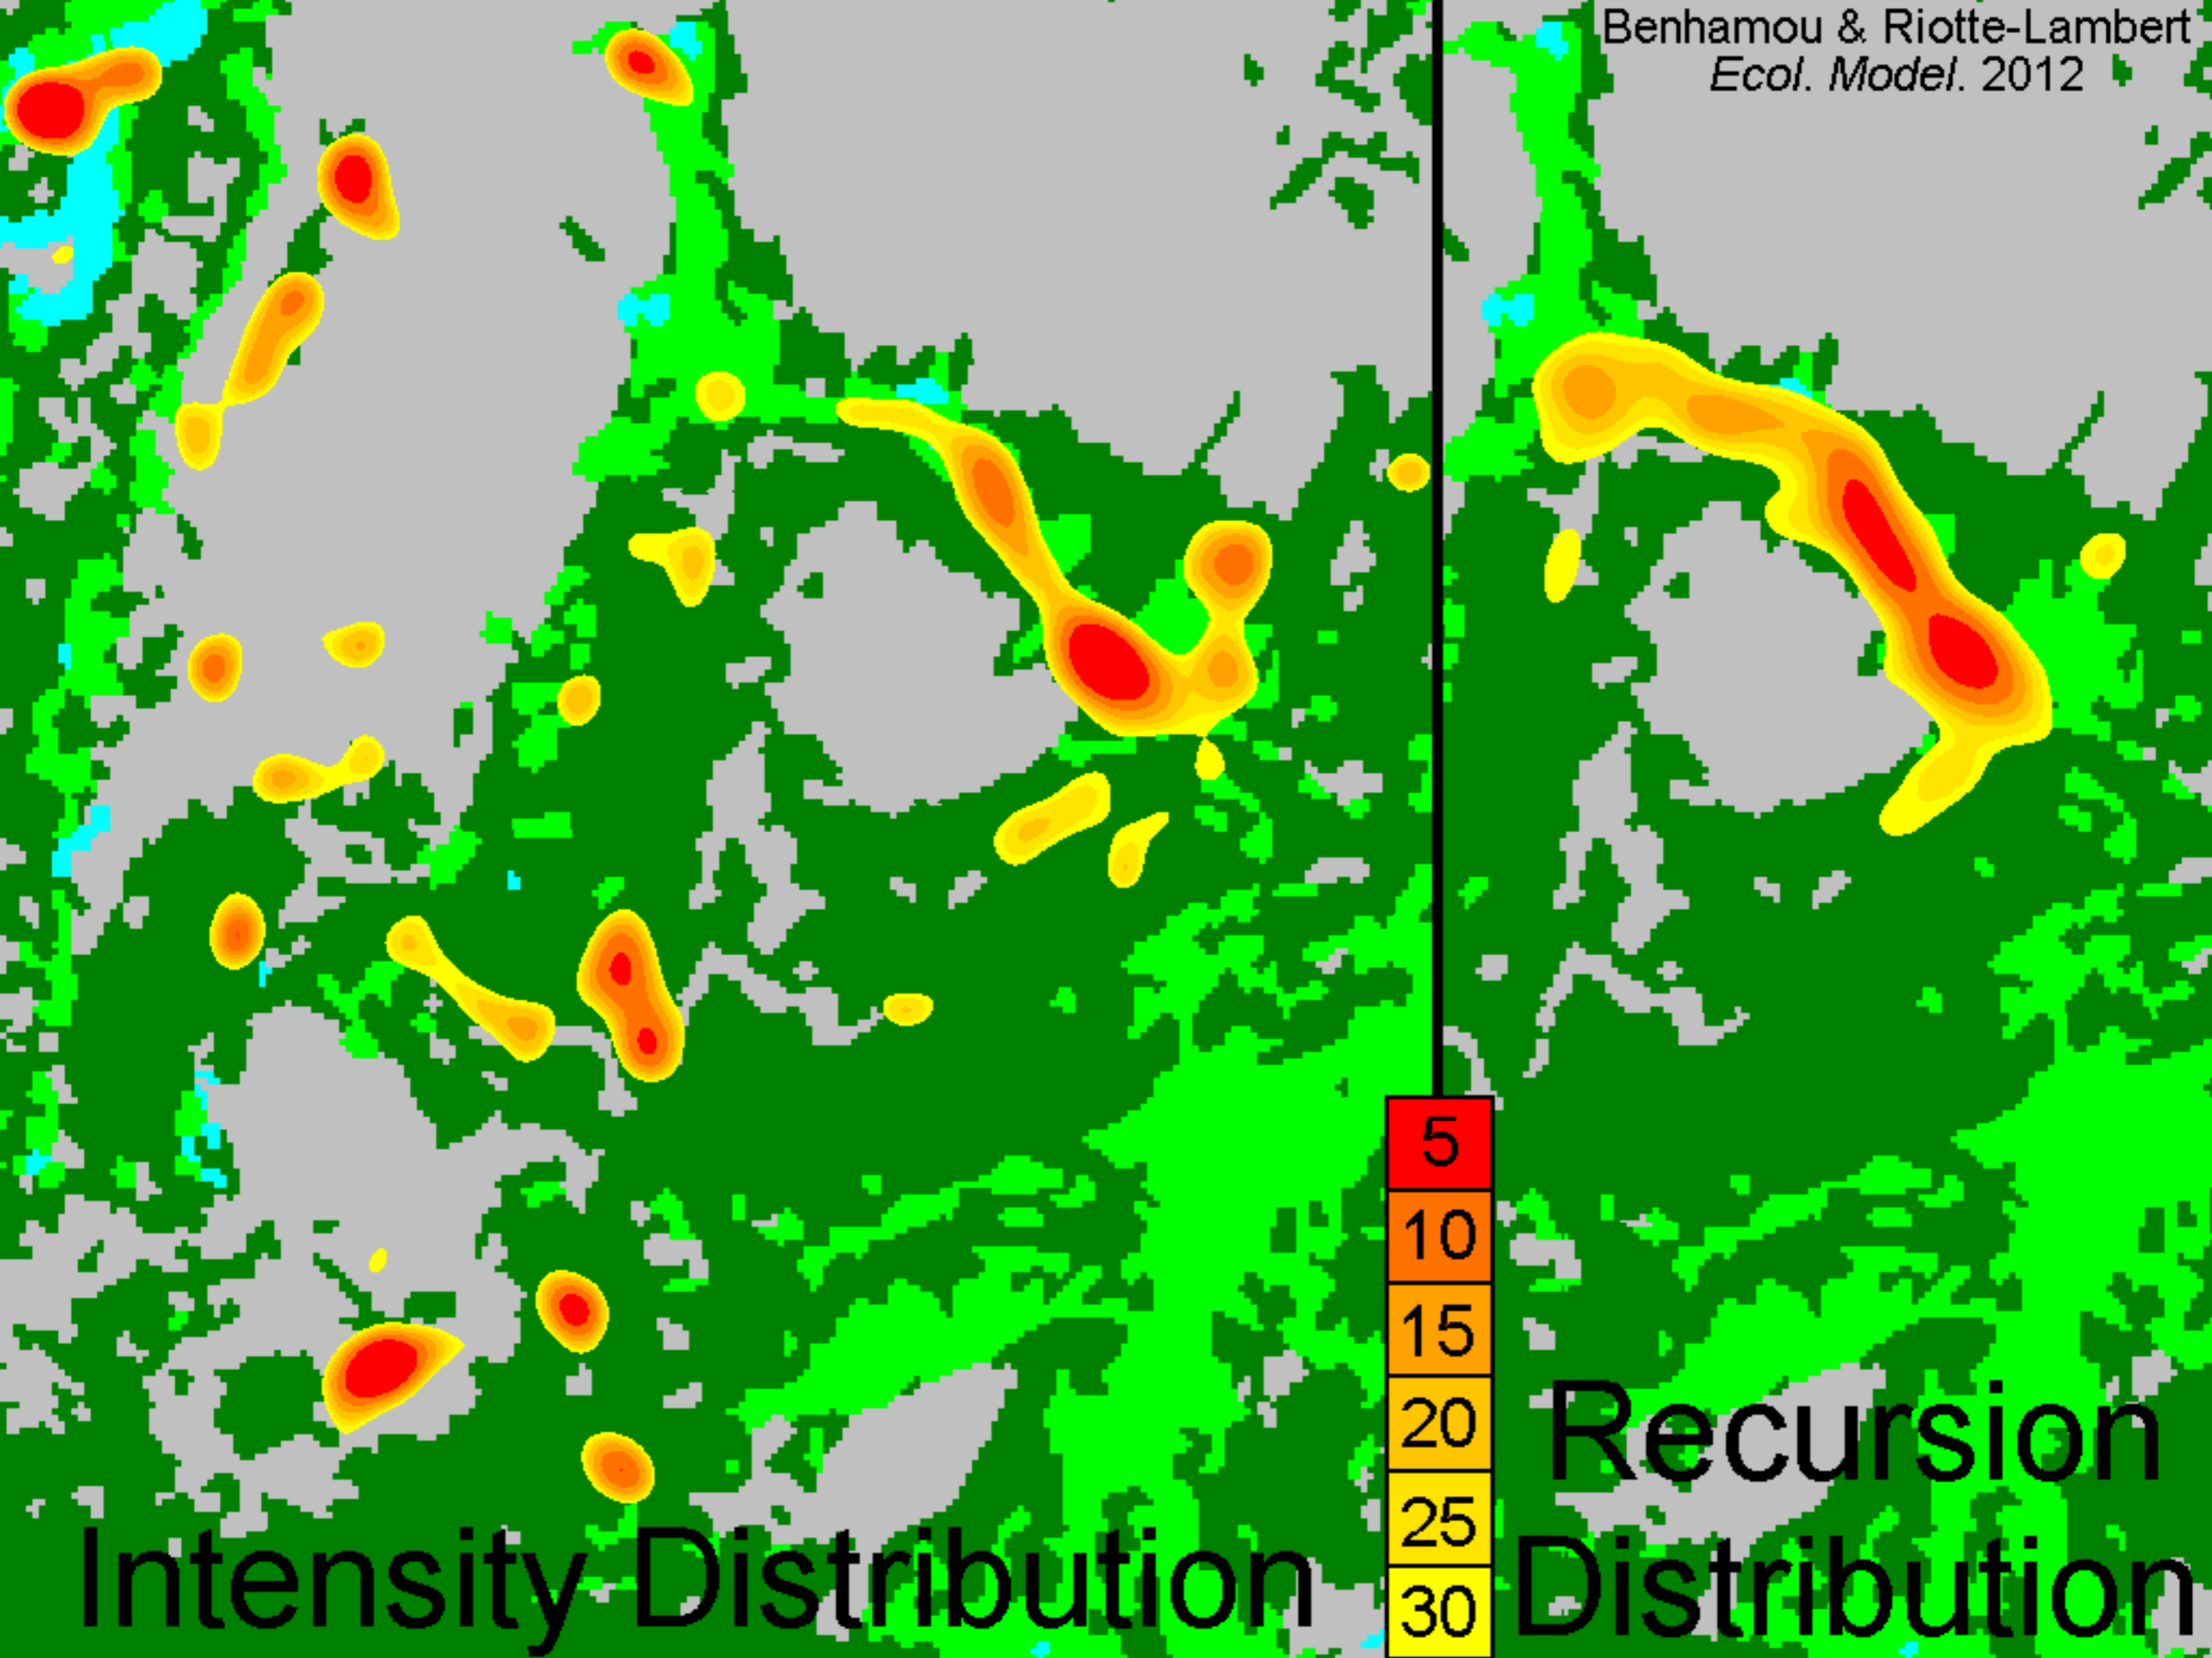 Benhamou & Riotte-Lambert
Ecol. Model. 2012
5
10
15
20
25
30
Intensity Distribution
Recursion
Distribution